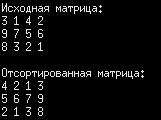 Исходная матрица:
3 1 4 2
9 7 5 6
8 3 2 1
Отсортированная матрица:
4 2 1 3
5 6 7 9
2 1 3 8